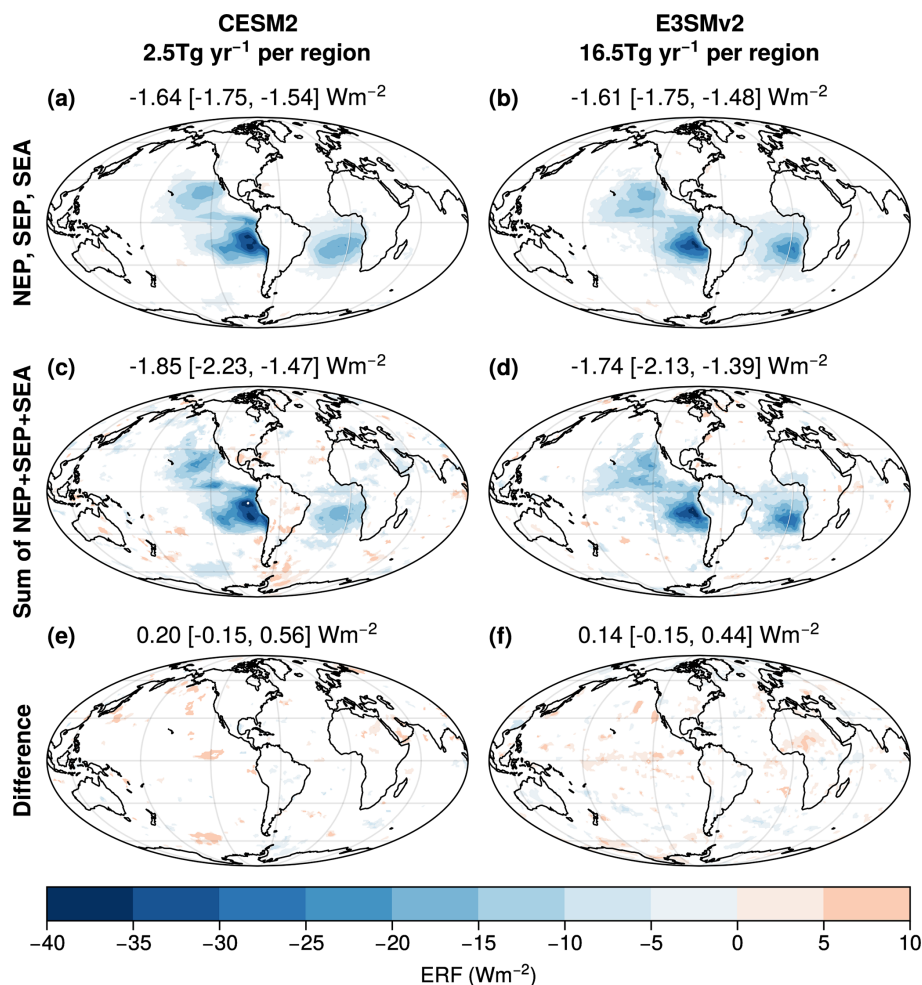 CESM2
2.5Tg yr⁻¹ per region
E3SMv2
16.5Tg yr⁻¹ per region
NEP, SEP, SEA
(a) -1.64 [-1.75, -1.54] Wm⁻²
(b) -1.61 [-1.75, -1.48] Wm⁻²
Sum of NEP+SEP+SEA
(c) -1.85 [-2.23, -1.47] Wm⁻²
(d) -1.74 [-2.13, -1.39] Wm⁻²
Difference
(e) 0.20 [-0.15, 0.56] Wm⁻²
(f) 0.14 [-0.15, 0.44] Wm⁻²
−40 −35 −30 −25 −20 −15 −10 −5 0 5 10
ERF (Wm⁻²)